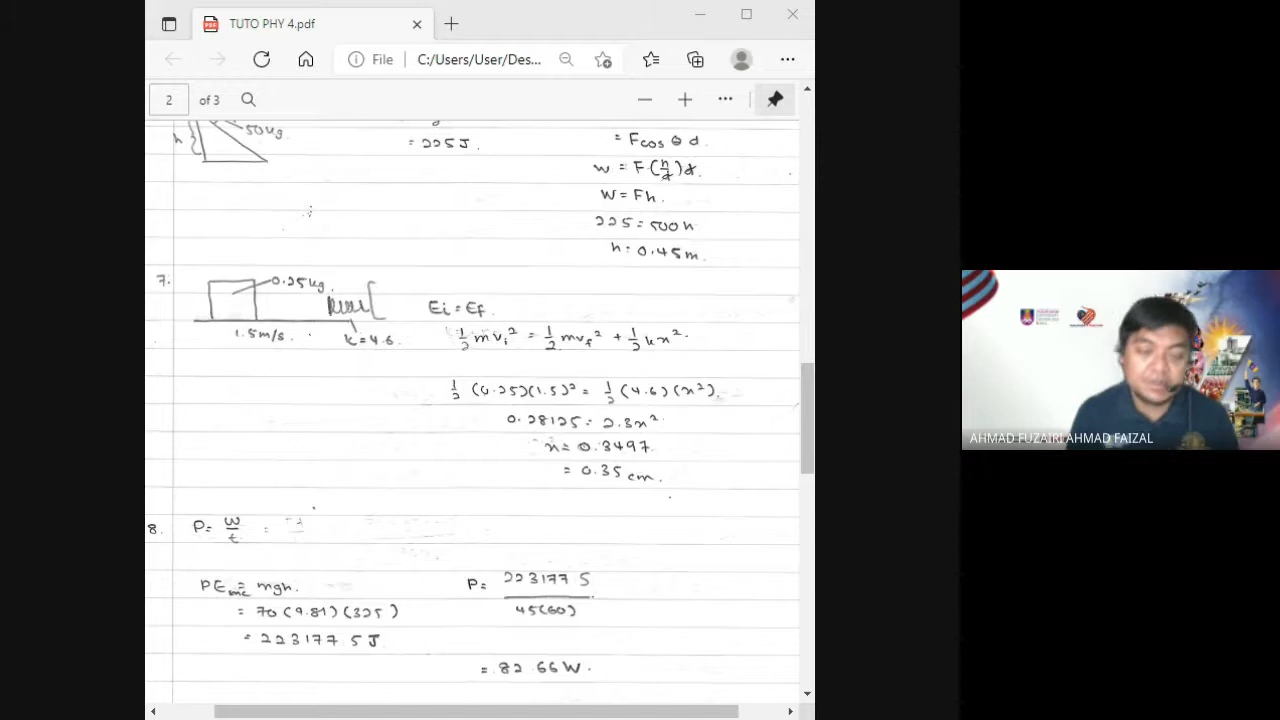 TUTO PHY 4.pdf
File
C:/Users/User/Des...
2
of 3
50kg
h
= 225 J.
= Fcos θ d.
W = F (h/d) d.
W = Fh.
225 = 500h
h = 0.45m.
7.
0.25kg.
1.5m/s.
k=4.6.
Ei = Ef.
1/2 mvi² = 1/2 mvf² + 1/2 kx².
1/2 (0.25)(1.5)² = 1/2 (4.6)(x²).
0.28125 = 2.3x².
x = 0.3497.
= 0.35 cm.
8.
P = W/t =
PE = mgh.
= 70 (9.81)(325)
= 223177.5 J
P = 223177.5 / 45(60)
= 82.66 W.
AHMAD FUZAIRI AHMAD FAIZAL